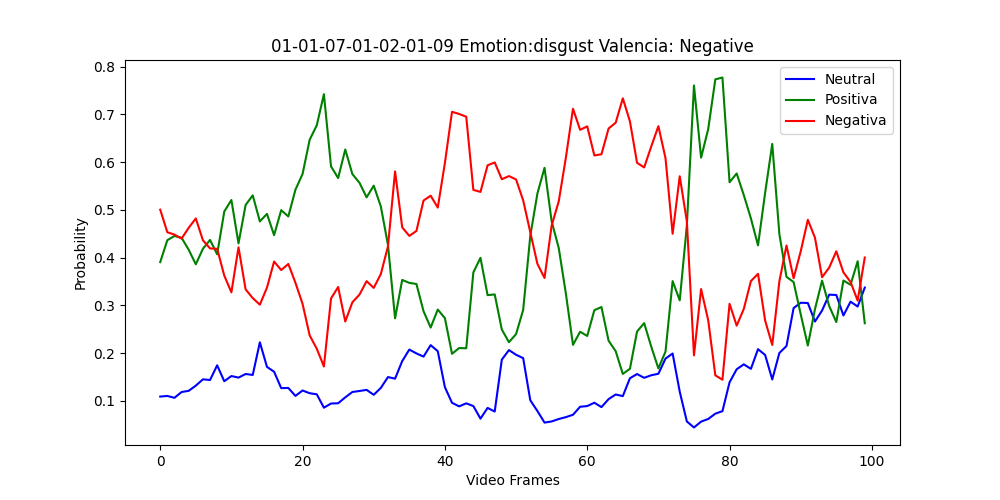 01-01-07-01-02-01-09 Emotion:disgust Valencia: Negative
Neutral
Positiva
Negativa
0.8
0.7
0.6
0.5
0.4
0.3
0.2
0.1
Probability
0
20
40
60
80
100
Video Frames